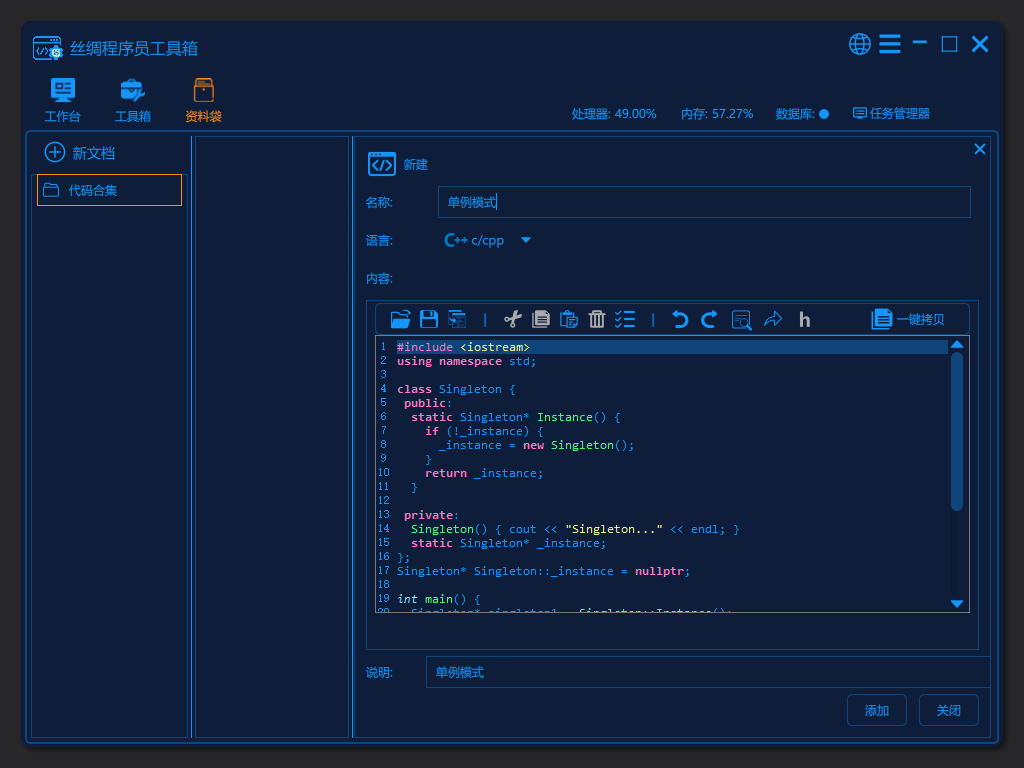 丝绸程序员工具箱
工作台 工具箱 资料袋
处理器: 49.00% 内存: 57.27% 数据库: 任务管理器
新文档
代码合集
新建
名称: 单例模式
语言: C++ c/cpp
内容:
h 一键拷贝
1 #include <iostream>
2 using namespace std;
3
4 class Singleton {
5  public:
6   static Singleton* Instance() {
7     if (!_instance) {
8       _instance = new Singleton();
9     }
10     return _instance;
11   }
12
13  private:
14   Singleton() { cout << "Singleton..." << endl; }
15   static Singleton* _instance;
16 };
17 Singleton* Singleton::_instance = nullptr;
18
19 int main() {
20   Singleton* singleton1 = Singleton::Instance();
说明: 单例模式
添加 关闭